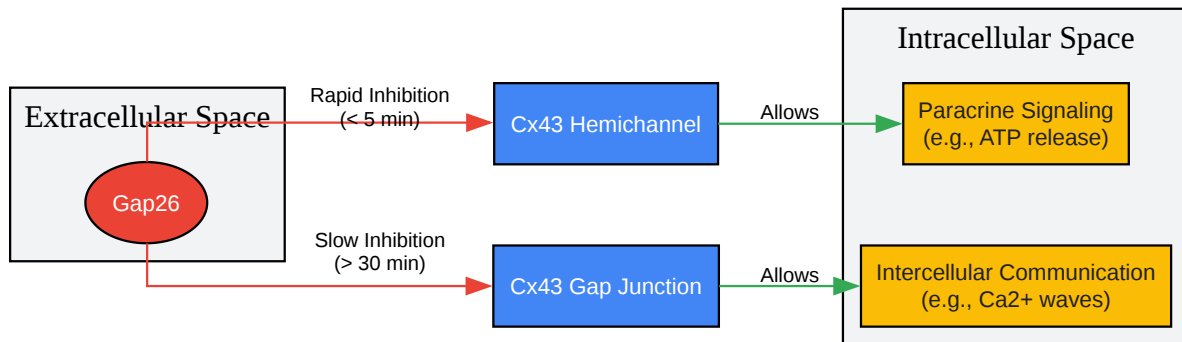 Extracellular Space
Gap26
Rapid Inhibition
(< 5 min)
Slow Inhibition
(> 30 min)
Cx43 Hemichannel
Cx43 Gap Junction
Allows
Allows
Intracellular Space
Paracrine Signaling
(e.g., ATP release)
Intercellular Communication
(e.g., Ca2+ waves)